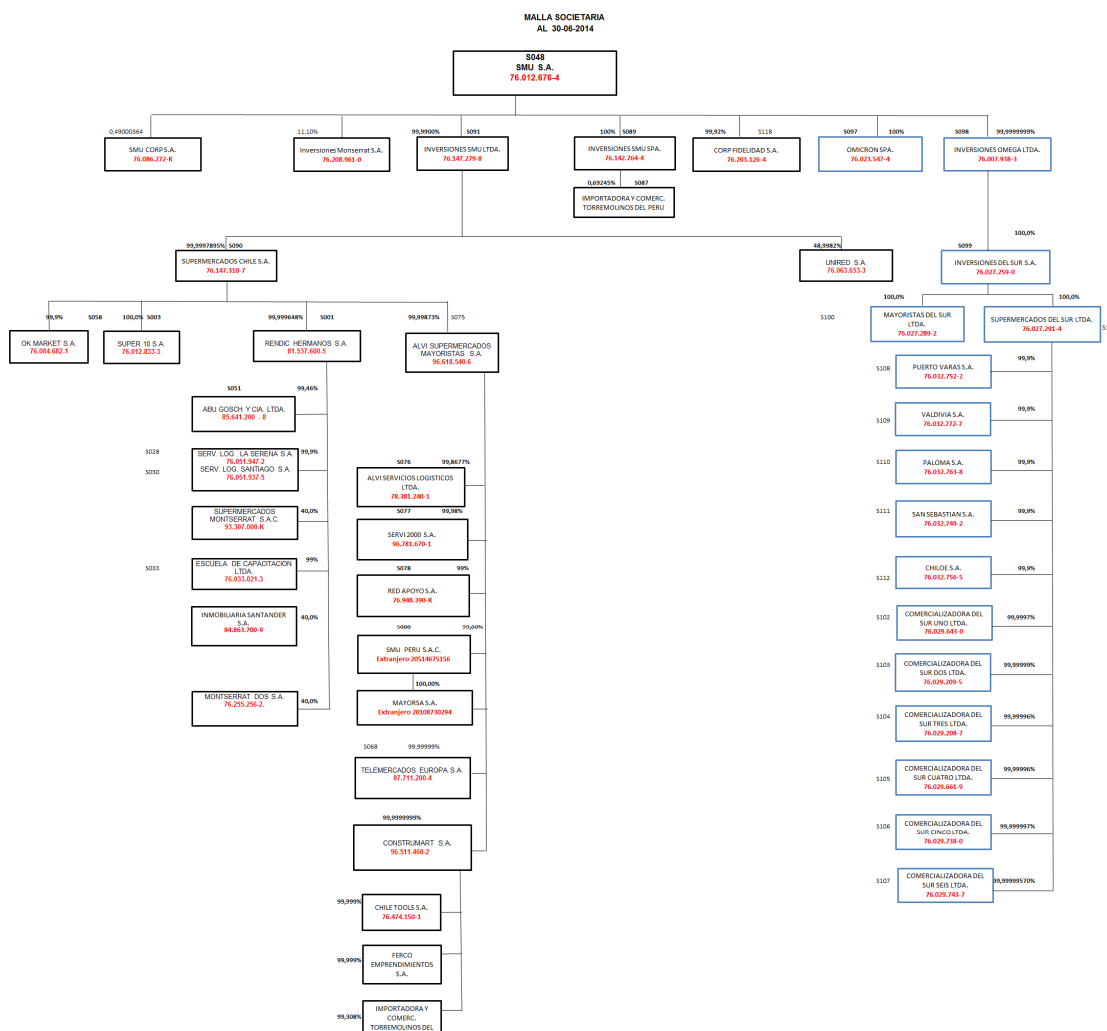 MALLA SOCIETARIA
AL 30-06-2014
S048
SMU S.A.
76.012.676-4
0,49000364
SMU CORP S.A.
76.086.272-K
11,10%
Inversiones Monserrat S.A.
76.208.961-0
99,9900% S091
INVERSIONES SMU LTDA.
76.147.279-8
100% S089
INVERSIONES SMU SPA.
76.142.764-4
99,92% S118
CORP FIDELIDAD S.A.
76.203.126-4
S097 100%
OMICRON SPA.
76.023.547-4
S098 99,9999999%
INVERSIONES OMEGA LTDA.
76.007.938-3
0,69245% S087
IMPORTADORA Y COMERC.
TORREMOLINOS DEL PERU
99,9997895% S090
SUPERMERCADOS CHILE S.A.
76.147.310-7
48,9982%
UNIRED S.A.
76.063.653-3
100,0%
S099
INVERSIONES DEL SUR S.A.
76.027.259-0
99,9% S058
OK MARKET S.A.
76.084.682-1
100,0% S003
SUPER 10 S.A.
76.012.833-3
99,999648% S001
RENDIC HERMANOS S.A.
81.537.600-5
99,99873% S075
ALVI SUPERMERCADOS
MAYORISTAS S.A.
96.618.540-6
S100
100,0%
MAYORISTAS DEL SUR
LTDA.
76.027.289-2
100,0%
SUPERMERCADOS DEL SUR LTDA.
76.027.291-4
S051 99,46%
ABU GOSCH Y CIA. LTDA.
85.641.200 - 8
S028
S030
99,9%
SERV. LOG LA SERENA S.A.
76.051.947-2
SERV. LOG. SANTIAGO S.A.
76.051.937-5
40,0%
SUPERMERCADOS
MONTSERRAT S.A.C.
93.307.000-K
S033
99%
ESCUELA DE CAPACITACION
LTDA.
76.033.021-3
40,0%
INMOBILIARIA SANTANDER
S.A.
84.863.700-9
MONTSERRAT DOS S.A.
76.255.256-2.
40,0%
S076 99,8677%
ALVI SERVICIOS LOGISTICOS
LTDA.
78.381.240-1
S077 99,98%
SERVI 2000 S.A.
96.781.670-1
S078 99%
RED APOYO S.A.
76.948.390-K
99,00%
SMU PERU S.A.C.
Extranjero 20514675156
100,00%
MAYORSA S.A.
Extranjero 20108730294
S068 99,99999%
TELEMERCADOS EUROPA S.A.
87.711.200-4
99,9999999%
CONSTRUMART S.A.
96.511.460-2
99,999%
CHILE TOOLS S.A.
76.474.150-1
99,999%
FERCO
EMPRENDIMIENTOS
S.A.
99,308%
IMPORTADORA Y
COMERC.
TORREMOLINOS DEL
S108
PUERTO VARAS S.A.
76.032.752-2
99,9%
S109
VALDIVIA S.A.
76.032.772-7
99,9%
S110
PALOMA S.A.
76.032.763-8
99,9%
S111
SAN SEBASTIAN S.A.
76.032.749-2
99,9%
S112
CHILOE S.A.
76.032.756-5
99,9%
S102
COMERCIALIZADORA DEL
SUR UNO LTDA.
76.029.643-0
99,9997%
S103
COMERCIALIZADORA DEL
SUR DOS LTDA.
76.029.209-5
99,99999%
S104
COMERCIALIZADORA DEL
SUR TRES LTDA.
76.029.208-7
99,99996%
S105
COMERCIALIZADORA DEL
SUR CUATRO LTDA.
76.029.661-9
99,99996%
S106
COMERCIALIZADORA DEL
SUR CINCO LTDA.
76.029.738-0
99,999997%
S107
COMERCIALIZADORA DEL
SUR SEIS LTDA.
76.029.743-7
99,99999570%